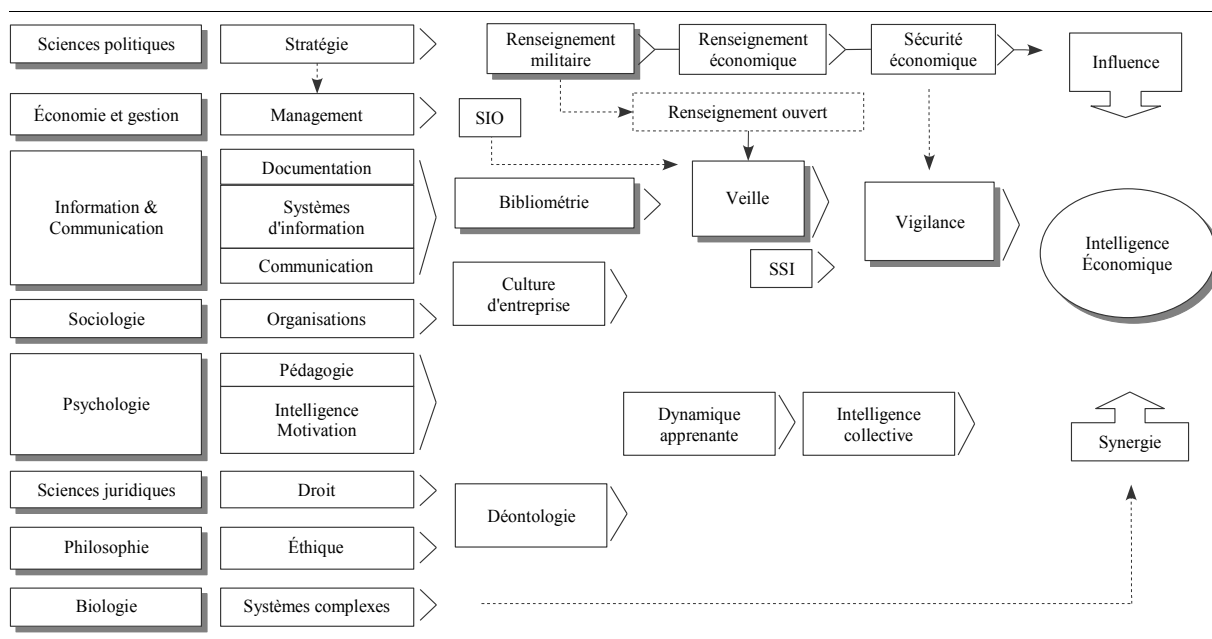 Sciences politiques
Stratégie
Renseignement
militaire
Renseignement
économique
Sécurité
économique
Influence
Économie et gestion
Management
SIO
Renseignement ouvert
Information &
Communication
Documentation
Systèmes
d'information
Communication
Bibliométrie
Veille
Vigilance
SSI
Intelligence
Économique
Culture
d'entreprise
Sociologie
Organisations
Psychologie
Pédagogie
Intelligence
Motivation
Dynamique
apprenante
Intelligence
collective
Synergie
Sciences juridiques
Droit
Déontologie
Philosophie
Éthique
Biologie
Systèmes complexes